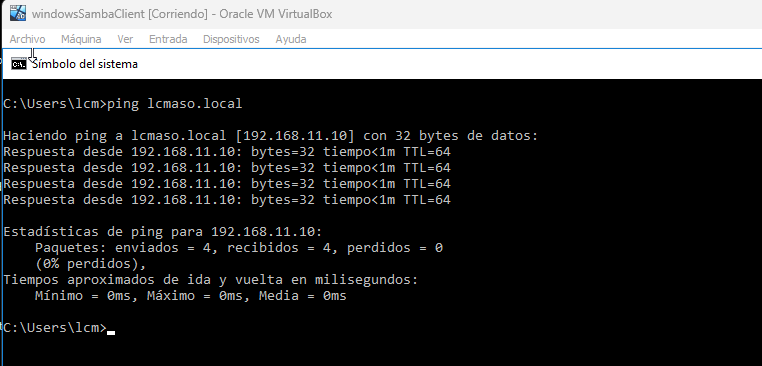 windowsSambaClient [Corriendo] - Oracle VM VirtualBox
Archivo Máquina Ver Entrada Dispositivos Ayuda
Símbolo del sistema
C:\Users\lcm>ping lcmaso.local
Haciendo ping a lcmaso.local [192.168.11.10] con 32 bytes de datos:
Respuesta desde 192.168.11.10: bytes=32 tiempo<1m TTL=64
Respuesta desde 192.168.11.10: bytes=32 tiempo<1m TTL=64
Respuesta desde 192.168.11.10: bytes=32 tiempo<1m TTL=64
Respuesta desde 192.168.11.10: bytes=32 tiempo<1m TTL=64
Estadísticas de ping para 192.168.11.10:
Paquetes: enviados = 4, recibidos = 4, perdidos = 0
(0% perdidos),
Tiempos aproximados de ida y vuelta en milisegundos:
Mínimo = 0ms, Máximo = 0ms, Media = 0ms
C:\Users\lcm>